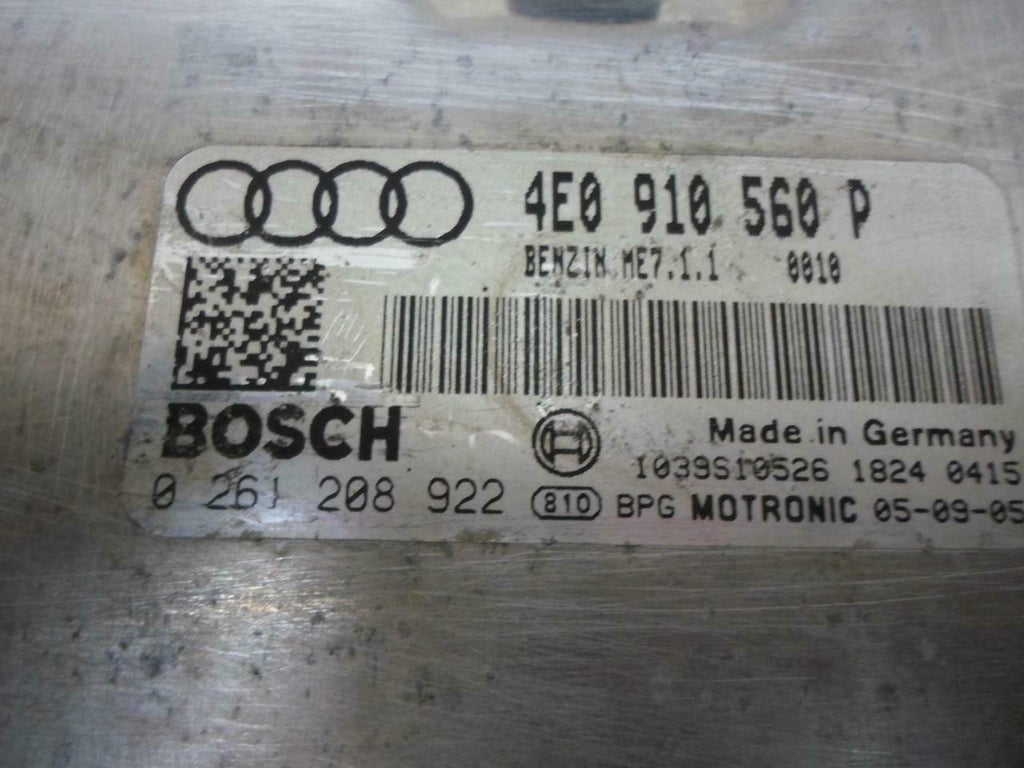 4E0 910 560 P
BENZIN ME7.1.1 0010
BOSCH
Made in Germany
1039S10526 1824 0415
0 261 208 922
810 BPG MOTRONIC 05-09-05